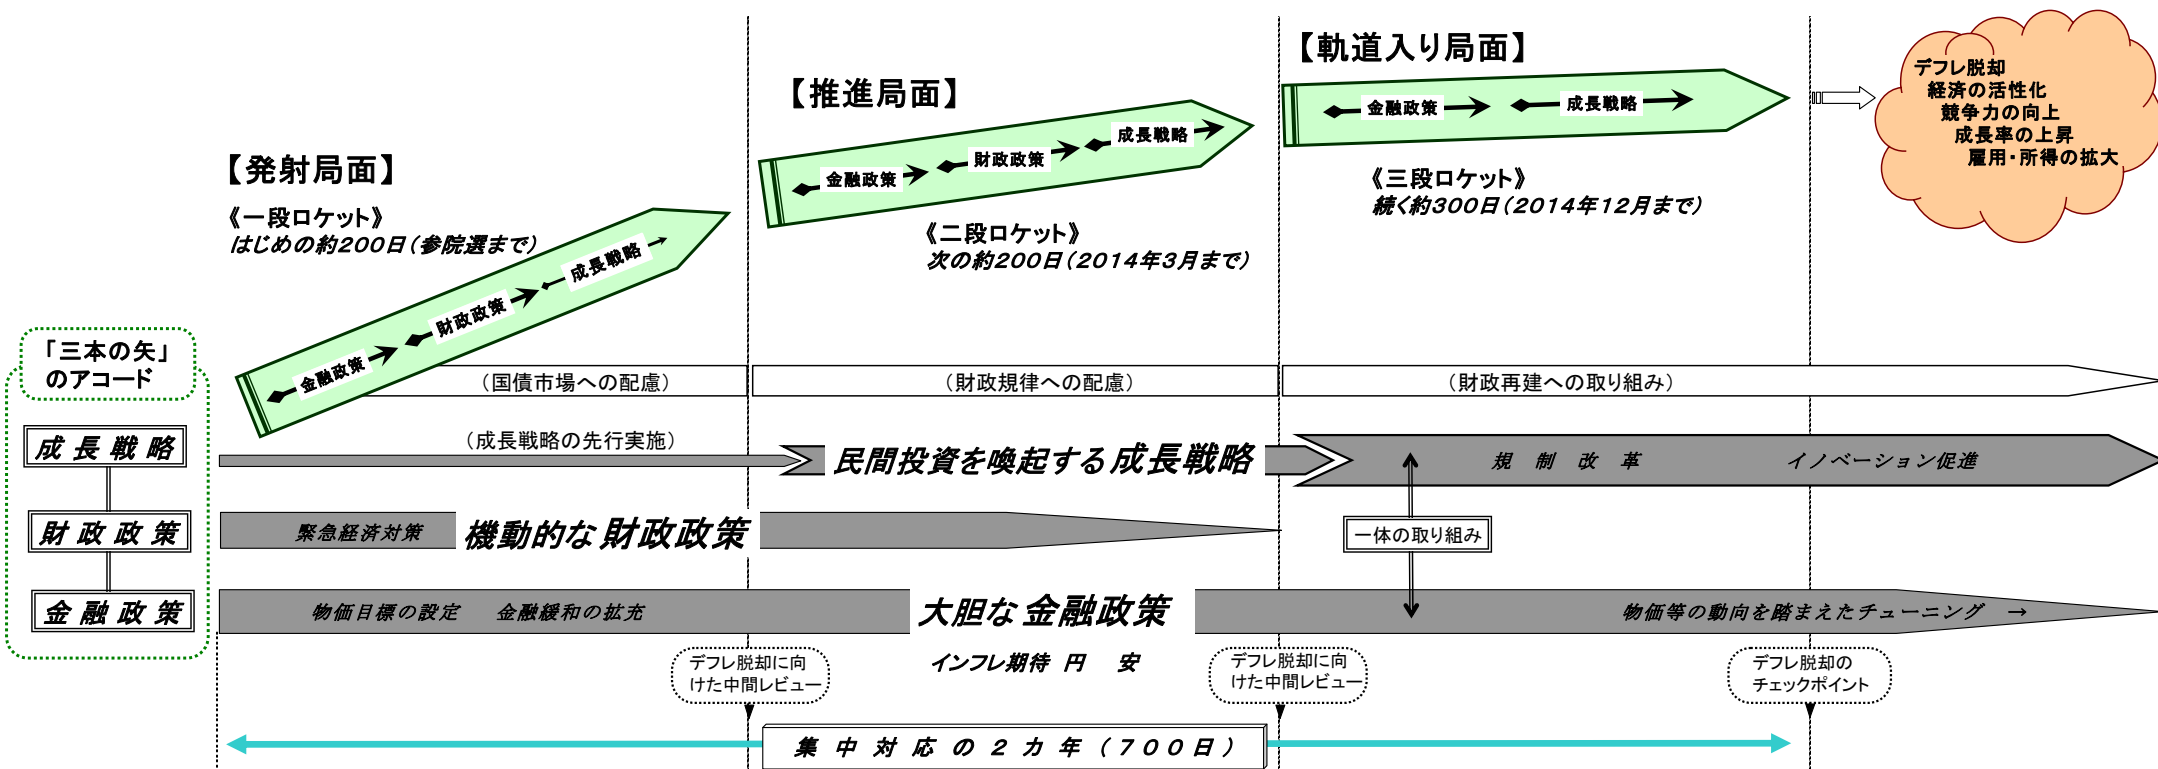 【発射局面】
《一段ロケット》
はじめの約200日(参院選まで)
金融政策
財政政策
成長戦略
【推進局面】
金融政策
財政政策
成長戦略
《二段ロケット》
次の約200日(2014年3月まで)
【軌道入り局面】
金融政策
成長戦略
《三段ロケット》
続く約300日(2014年12月まで)
デフレ脱却
経済の活性化
競争力の向上
成長率の上昇
雇用・所得の拡大
「三本の矢」
のアコード
成長戦略
財政政策
金融政策
(国債市場への配慮)
(財政規律への配慮)
(財政再建への取り組み)
(成長戦略の先行実施)
民間投資を喚起する成長戦略
規 制 改 革
イノベーション促進
緊急経済対策
機動的な財政政策
一体の取り組み
物価目標の設定 金融緩和の拡充
大胆な金融政策
物価等の動向を踏まえたチューニング →
インフレ期待 円 安
デフレ脱却に向
けた中間レビュー
デフレ脱却に向
けた中間レビュー
デフレ脱却の
チェックポイント
集中対応の2カ年(700日)